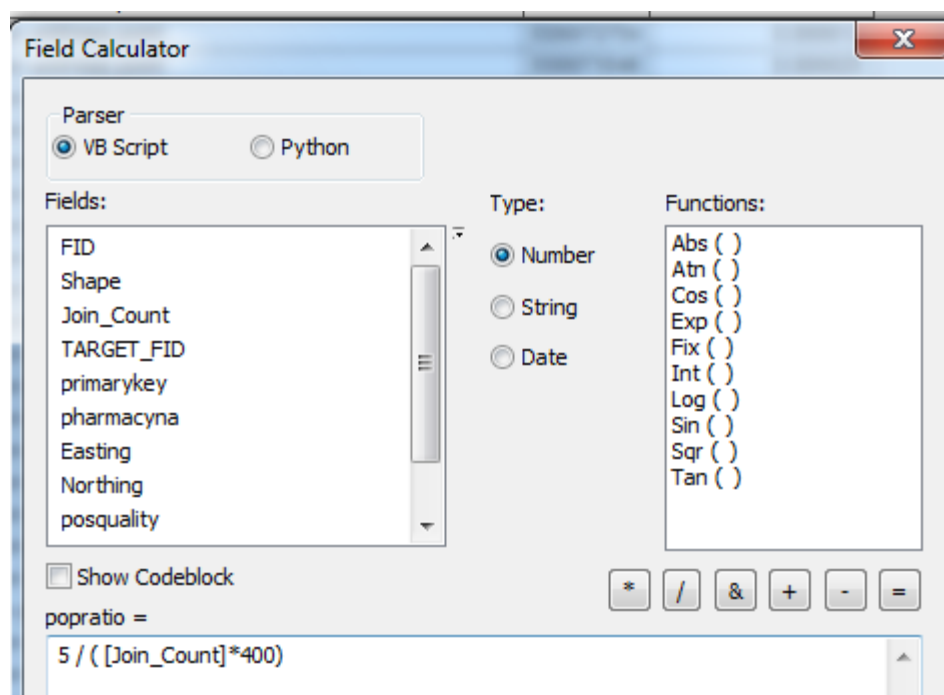 Field Calculator
Parser
VB Script
Python
Fields:
Type:
Functions:
FID
Shape
Join_Count
TARGET_FID
primarykey
pharmacyna
Easting
Northing
posquality
Number
String
Date
Abs ( )
Atn ( )
Cos ( )
Exp ( )
Fix ( )
Int ( )
Log ( )
Sin ( )
Sqr ( )
Tan ( )
Show Codeblock
* / & + - =
popratio =
5 / ( [Join_Count]*400)